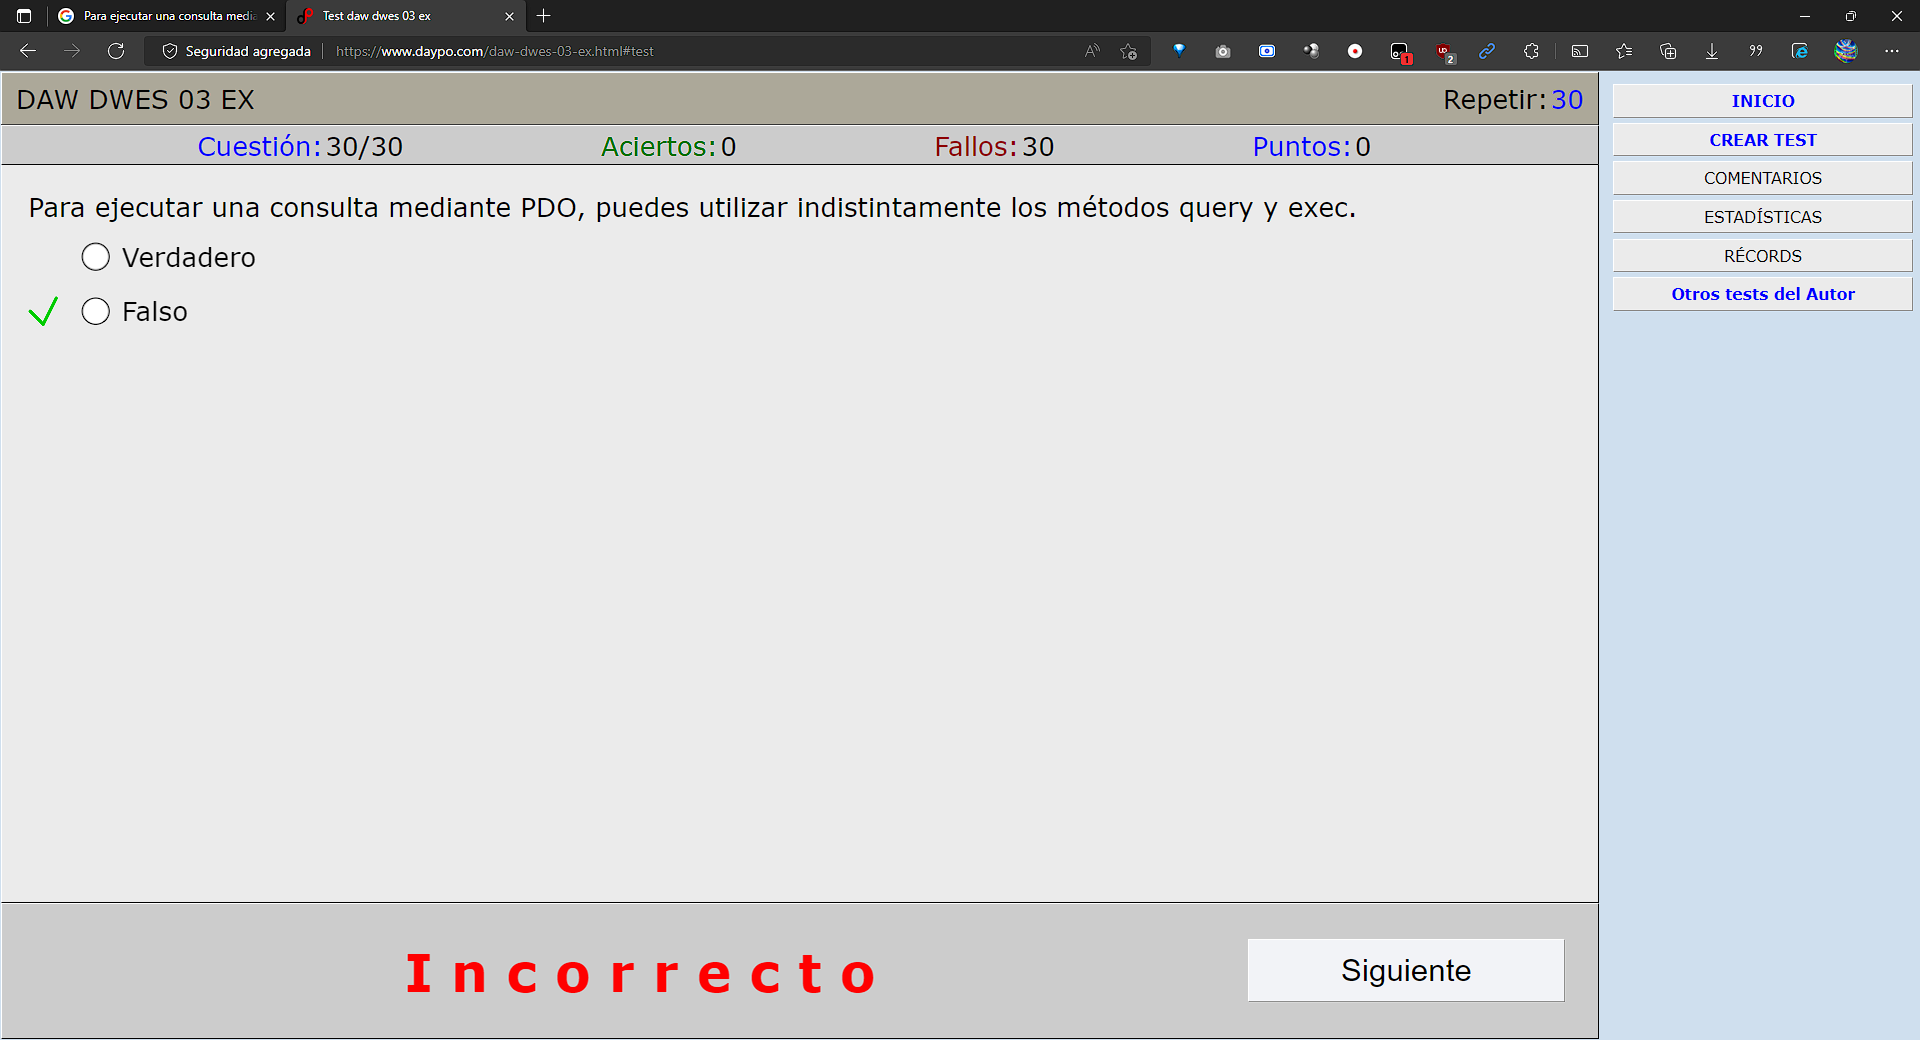 Para ejecutar una consulta media
Test daw dwes 03 ex
Seguridad agregada
https://www.daypo.com/daw-dwes-03-ex.html#test
1
2
DAW DWES 03 EX
Repetir: 30
Cuestión: 30/30
Aciertos: 0
Fallos: 30
Puntos: 0
Para ejecutar una consulta mediante PDO, puedes utilizar indistintamente los métodos query y exec.
Verdadero
Falso
Incorrecto
Siguiente
INICIO
CREAR TEST
COMENTARIOS
ESTADÍSTICAS
RÉCORDS
Otros tests del Autor